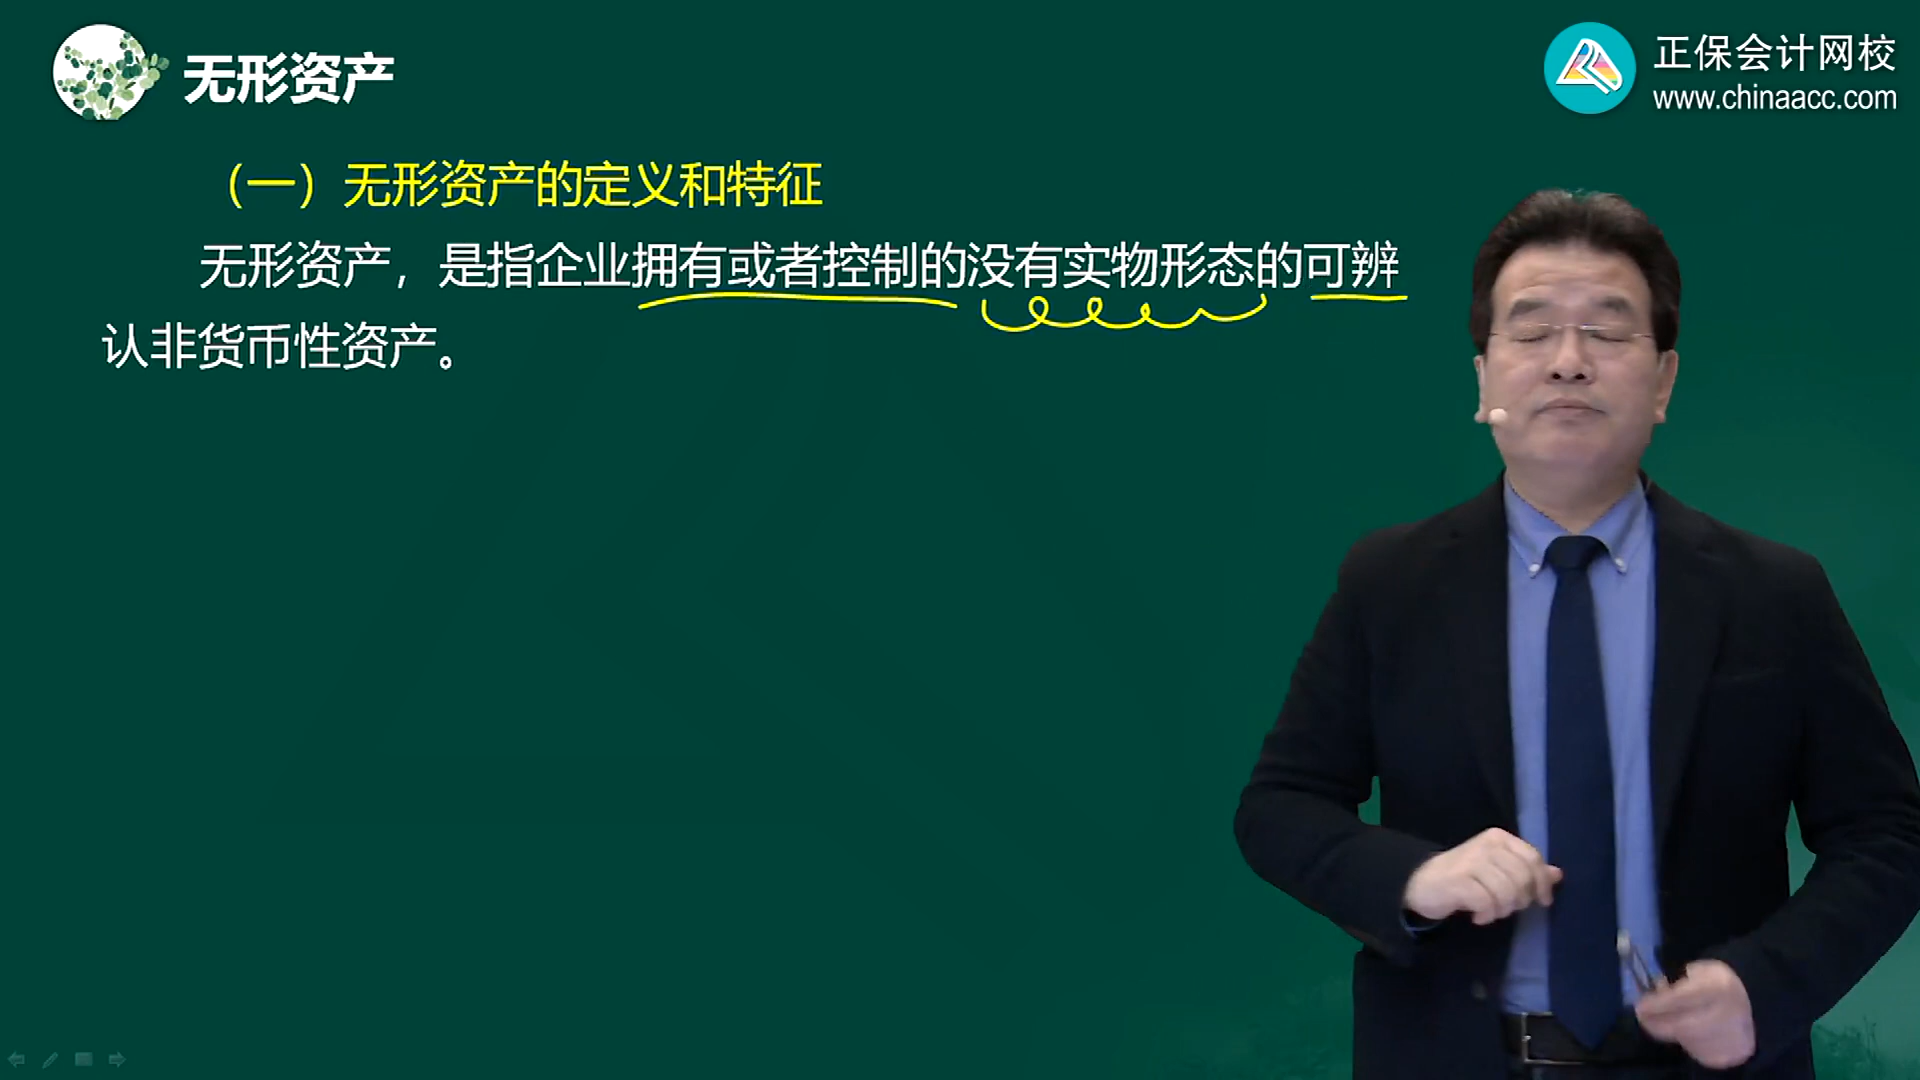 无形资产
正保会计网校
www.chinaacc.com
（一）无形资产的定义和特征
无形资产，是指企业拥有或者控制的没有实物形态的可辨
认非货币性资产。